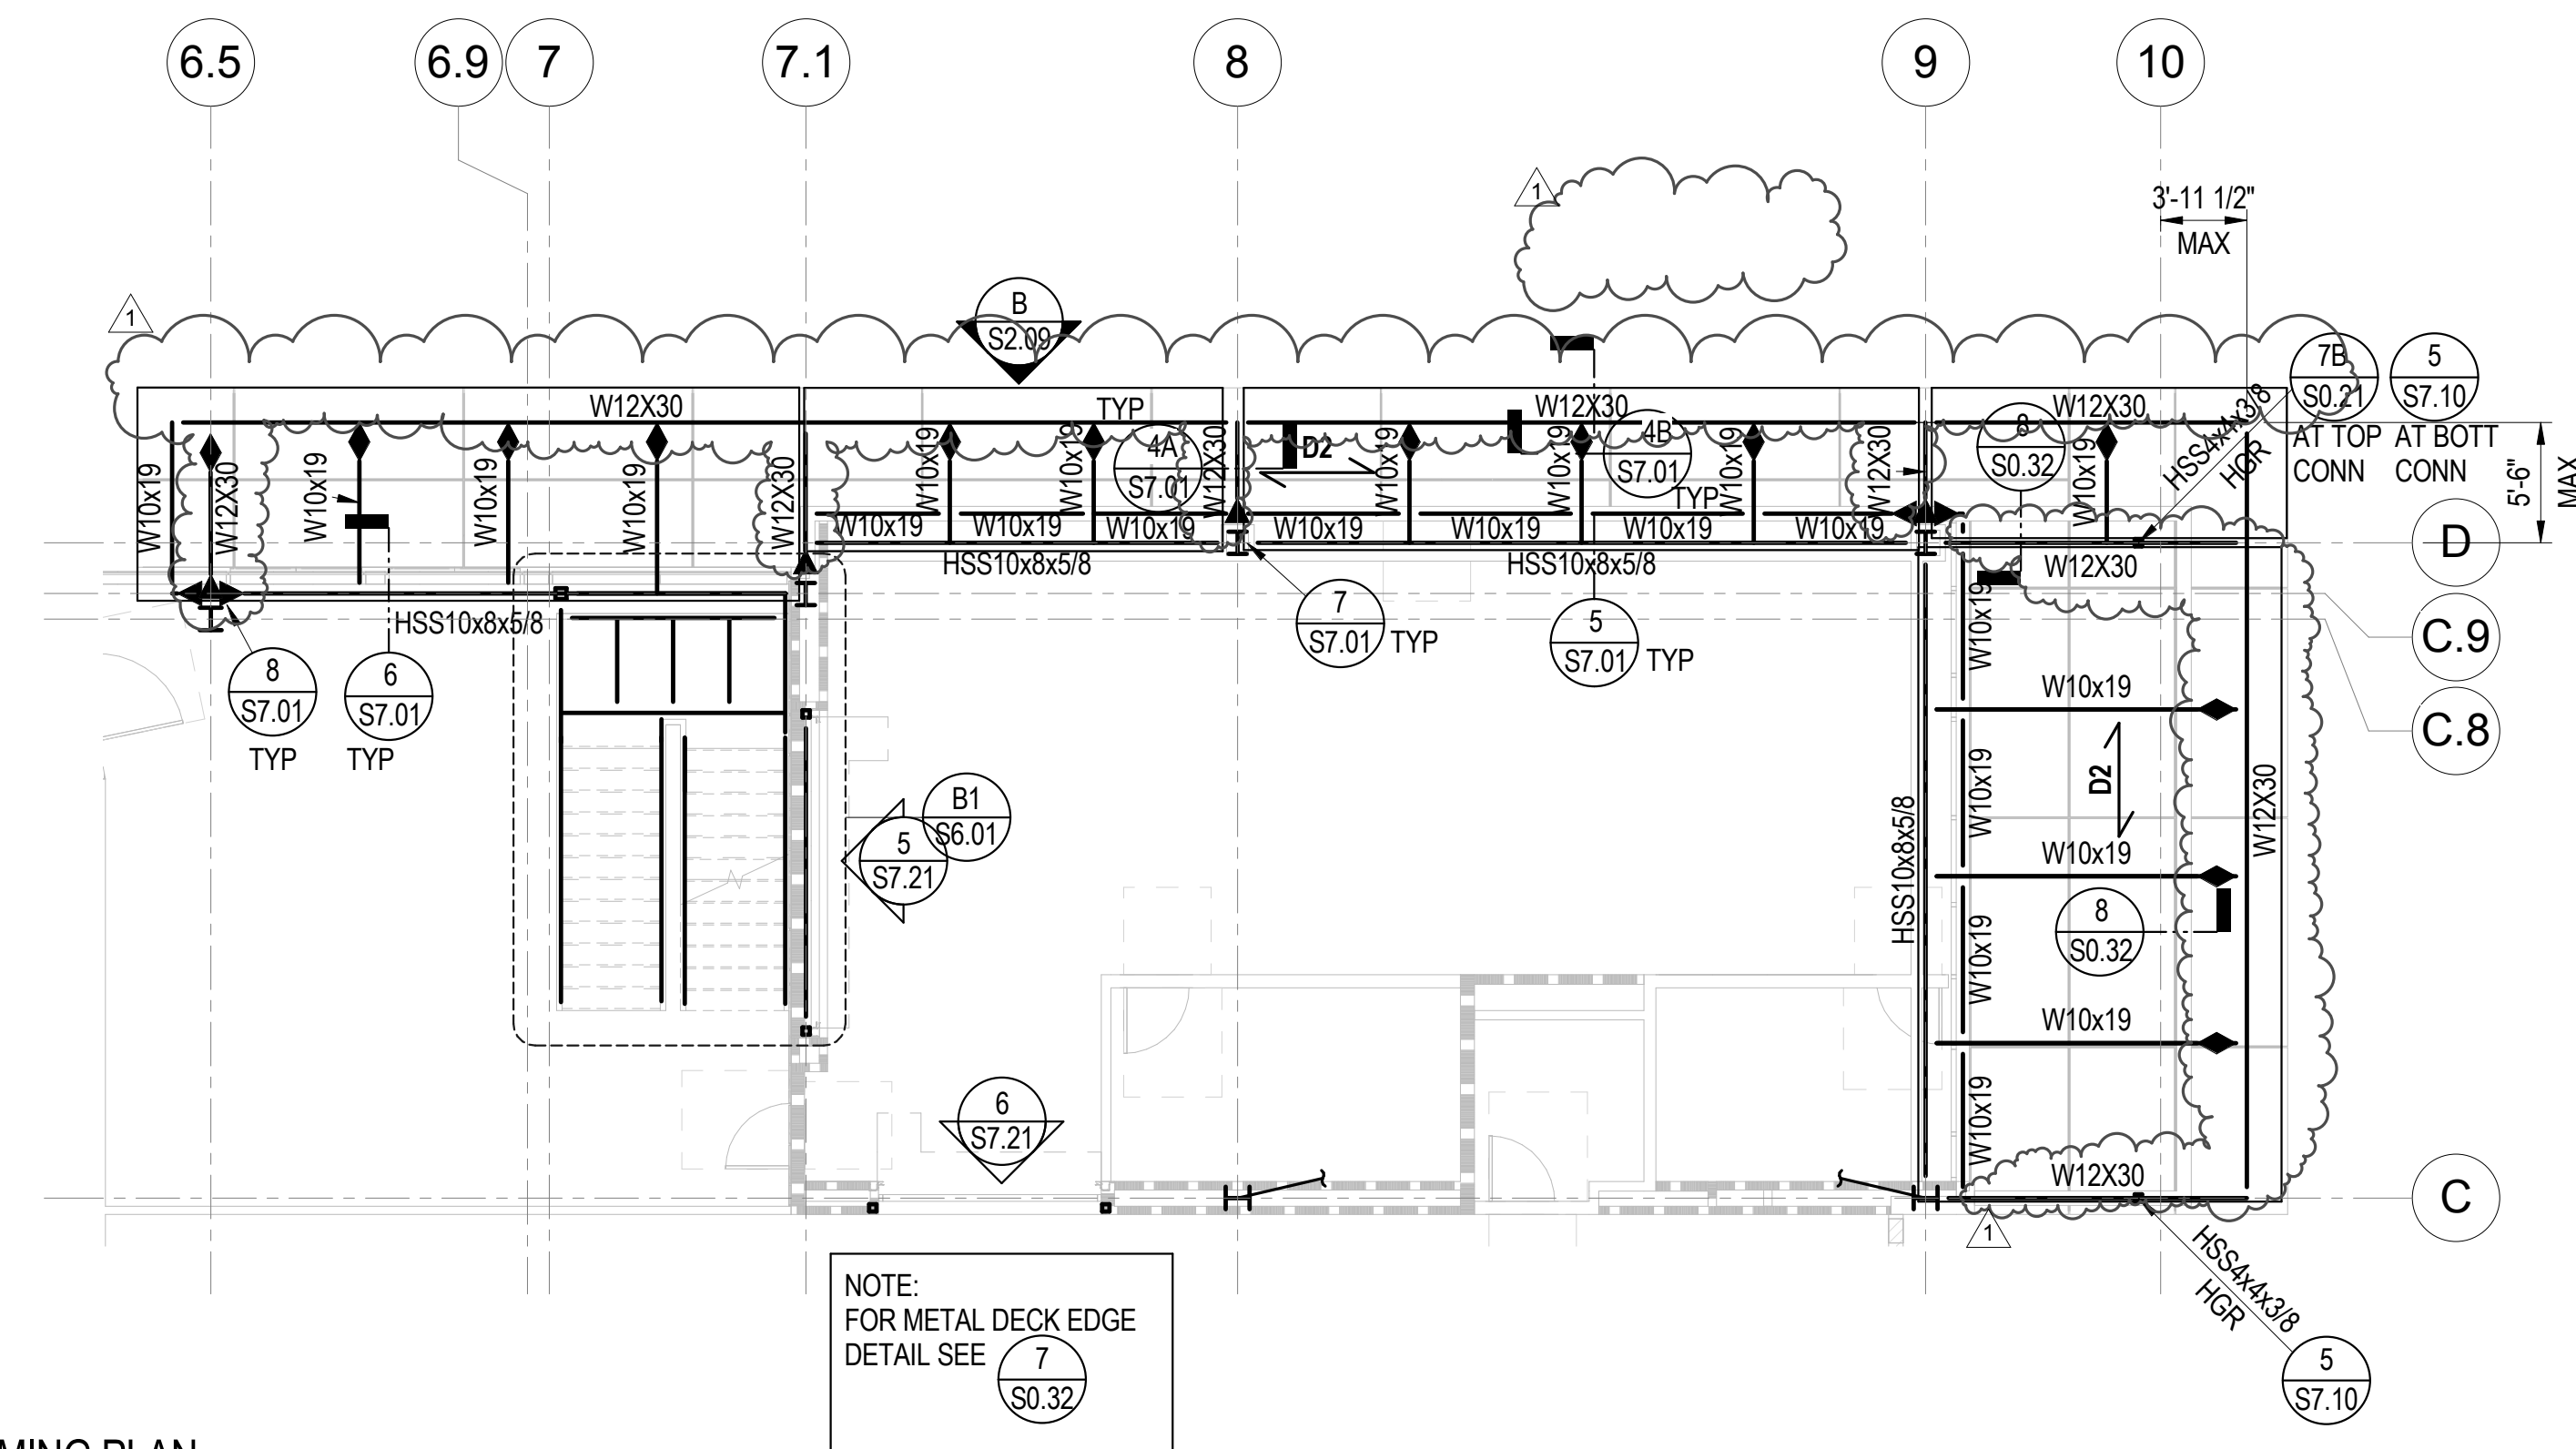 6.5
6.9
7
7.1
8
9
10
3'-11 1/2"
MAX
1
1
B
S2.09
7B
S0.21
AT TOP
CONN
5
S7.10
AT BOTT
CONN
HSS4x4x3/8
HGR
5'-6"
MAX
W12X30
TYP
W12X30
W12X30
W10x19
W12X30
W10x19
W10x19
W10x19
W12X30
W10x19
W10x19
4A
S7.01
W12X30
D2
W10x19
W10x19
4B
S7.01
TYP
W10x19
W12X30
8
S0.32
W10x19
W10x19
W10x19
W10x19
W10x19
W10x19
W10x19
W10x19
HSS10x8x5/8
HSS10x8x5/8
HSS10x8x5/8
W12X30
D
C.9
C.8
8
S7.01
TYP
6
S7.01
TYP
7
S7.01
TYP
5
S7.01
TYP
W10x19
W10x19
W10x19
D2
W12X30
B1
S6.01
5
S7.21
HSS10x8x5/8
W10x19
W10x19
8
S0.32
W10x19
W10x19
6
S7.21
W12X30
C
1
HSS4x4x3/8
HGR
5
S7.10
NOTE:
FOR METAL DECK EDGE
DETAIL SEE
7
S0.32